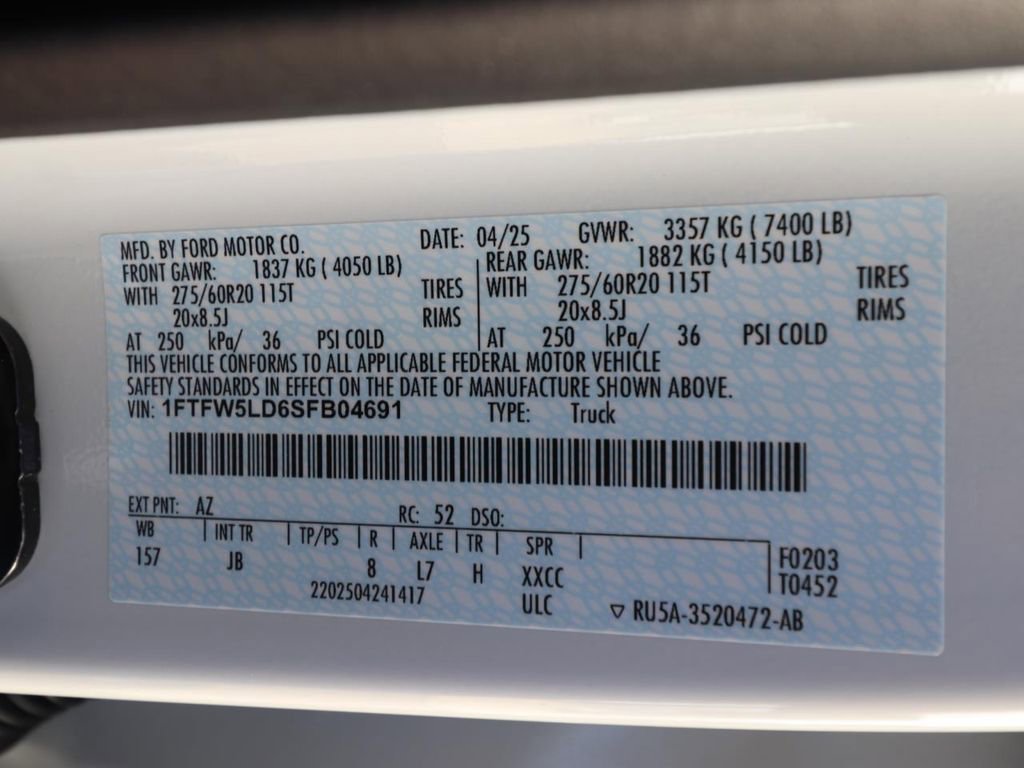 MFD. BY FORD MOTOR CO. DATE: 04/25 GVWR: 3357 KG ( 7400 LB)
FRONT GAWR: 1837 KG ( 4050 LB) REAR GAWR: 1882 KG ( 4150 LB)
WITH 275/60R20 115T TIRES WITH 275/60R20 115T TIRES
20x8.5J RIMS 20x8.5J RIMS
AT 250 kPa/ 36 PSI COLD AT 250 kPa/ 36 PSI COLD
THIS VEHICLE CONFORMS TO ALL APPLICABLE FEDERAL MOTOR VEHICLE
SAFETY STANDARDS IN EFFECT ON THE DATE OF MANUFACTURE SHOWN ABOVE.
VIN: 1FTFW5LD6SFB04691 TYPE: Truck
EXT PNT: AZ RC: 52 DSO:
WB INT TR TP/PS R AXLE TR SPR F0203
157 JB 8 L7 H XXCC T0452
2202504241417 ULC ▽ RU5A-3520472-AB